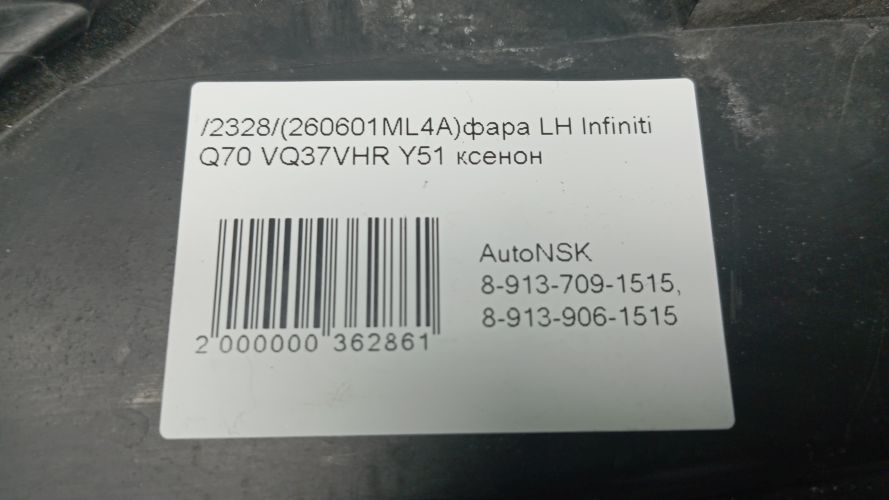 /2328/(260601ML4A)фара LH Infiniti
Q70 VQ37VHR Y51 ксенон
AutoNSK
8-913-709-1515,
8-913-906-1515
2 000000 362861